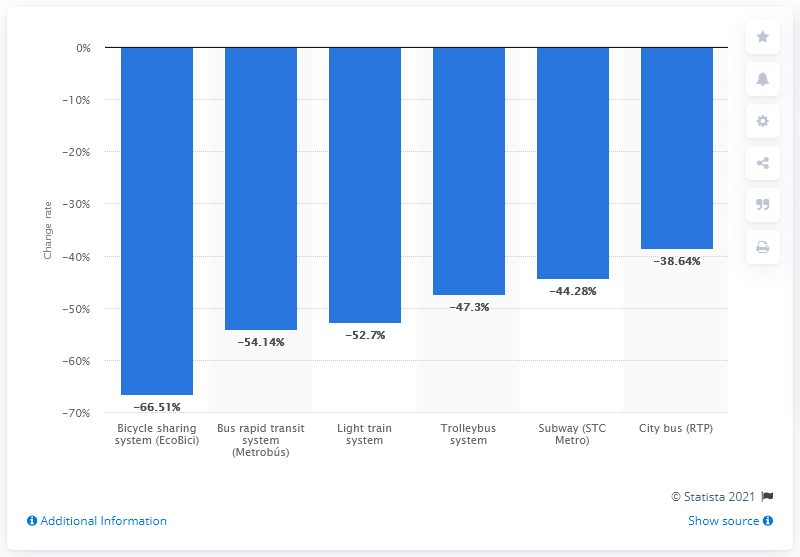 0%
−10%
−20%
−30%
−40%
−50%
−60%
−70%
Change rate
−66.51%
−54.14%
−52.7%
−47.3%
−44.28%
−38.64%
Bicycle sharing
system (EcoBici)
Bus rapid transit
system
(Metrobús)
Light train
system
Trolleybus
system
Subway (STC
Metro)
City bus (RTP)
© Statista 2021
Additional Information
Show source